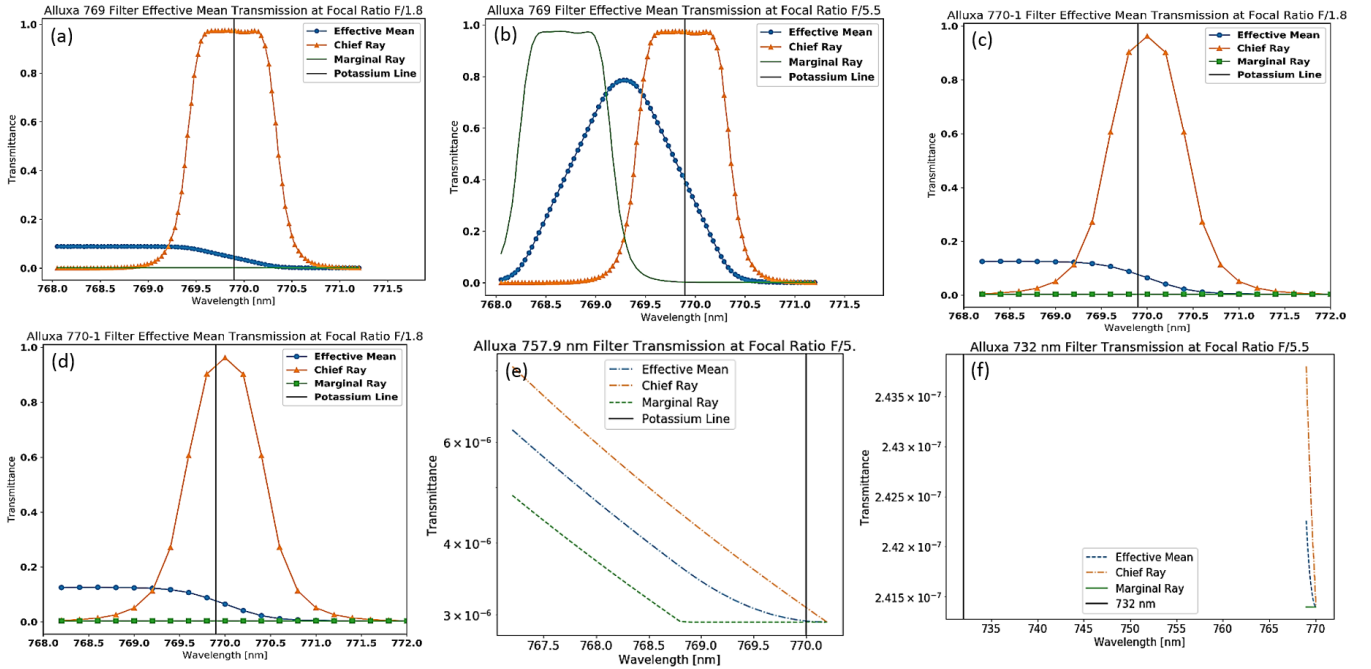 Alluxa 769 Filter Effective Mean Transmission at Focal Ratio F/1.8
(a)
Effective Mean
Chief Ray
Marginal Ray
Potassium Line
1.0
0.8
0.6
0.4
0.2
0.0
Transmittance
768.0 768.5 769.0 769.5 770.0 770.5 771.0 771.5
Wavelength [nm]
Alluxa 769 Filter Effective Mean Transmission at Focal Ratio F/5.5
(b)
Effective Mean
Chief Ray
Marginal Ray
Potassium Line
1.0
0.8
0.6
0.4
0.2
0.0
Transmittance
768.0 768.5 769.0 769.5 770.0 770.5 771.0 771.5
Wavelength [nm]
Alluxa 770-1 Filter Effective Mean Transmission at Focal Ratio F/1.8
(c)
Effective Mean
Chief Ray
Marginal Ray
Potassium Line
1.0
0.8
0.6
0.4
0.2
0.0
Transmittance
768.0 768.5 769.0 769.5 770.0 770.5 771.0 771.5 772.0
Wavelength [nm]
Alluxa 770-1 Filter Effective Mean Transmission at Focal Ratio F/1.8
(d)
Effective Mean
Chief Ray
Marginal Ray
Potassium Line
1.0
0.8
0.6
0.4
0.2
0.0
Transmittance
768.0 768.5 769.0 769.5 770.0 770.5 771.0 771.5 772.0
Wavelength [nm]
Alluxa 757.9 nm Filter Transmission at Focal Ratio F/5.
(e)
Effective Mean
Chief Ray
Marginal Ray
Potassium Line
6 × 10⁻⁶
4 × 10⁻⁶
3 × 10⁻⁶
Transmittance
767.5 768.0 768.5 769.0 769.5 770.0
Wavelength [nm]
Alluxa 732 nm Filter Transmission at Focal Ratio F/5.5
(f)
2.435 × 10⁻⁷
2.43 × 10⁻⁷
2.425 × 10⁻⁷
2.42 × 10⁻⁷
2.415 × 10⁻⁷
Transmittance
Effective Mean
Chief Ray
Marginal Ray
732 nm
735 740 745 750 755 760 765 770
Wavelength [nm]